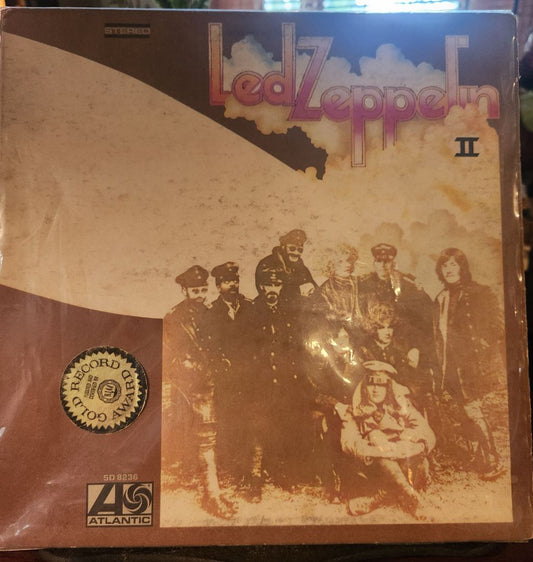 STEREO
Led Zeppelin
II
GOLD RECORD AWARD
SD 8236
ATLANTIC